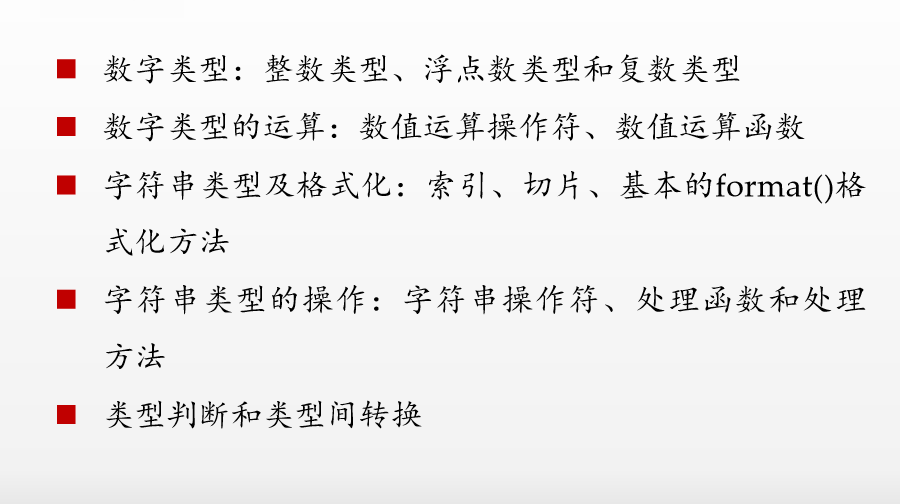 数字类型：整数类型、浮点数类型和复数类型
数字类型的运算：数值运算操作符、数值运算函数
字符串类型及格式化：索引、切片、基本的format()格
式化方法
字符串类型的操作：字符串操作符、处理函数和处理
方法
类型判断和类型间转换